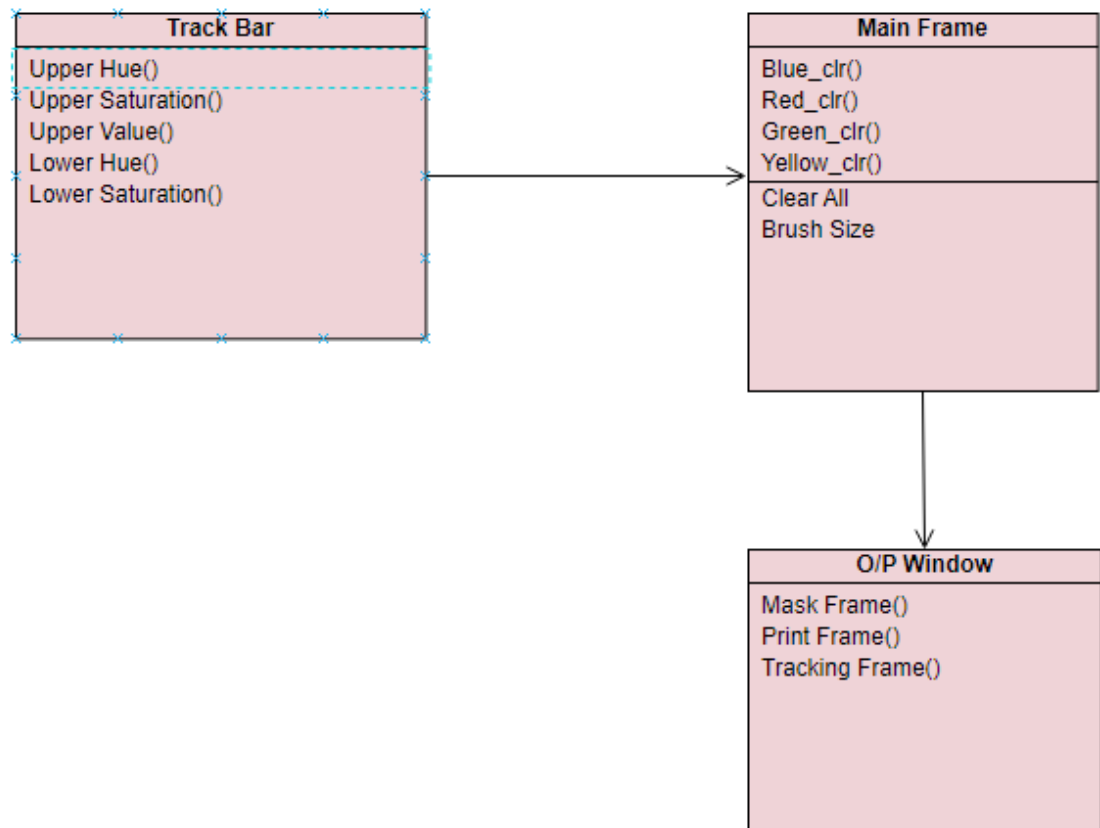 Track Bar
Upper Hue()
Upper Saturation()
Upper Value()
Lower Hue()
Lower Saturation()
Main Frame
Blue_clr()
Red_clr()
Green_clr()
Yellow_clr()
Clear All
Brush Size
O/P Window
Mask Frame()
Print Frame()
Tracking Frame()